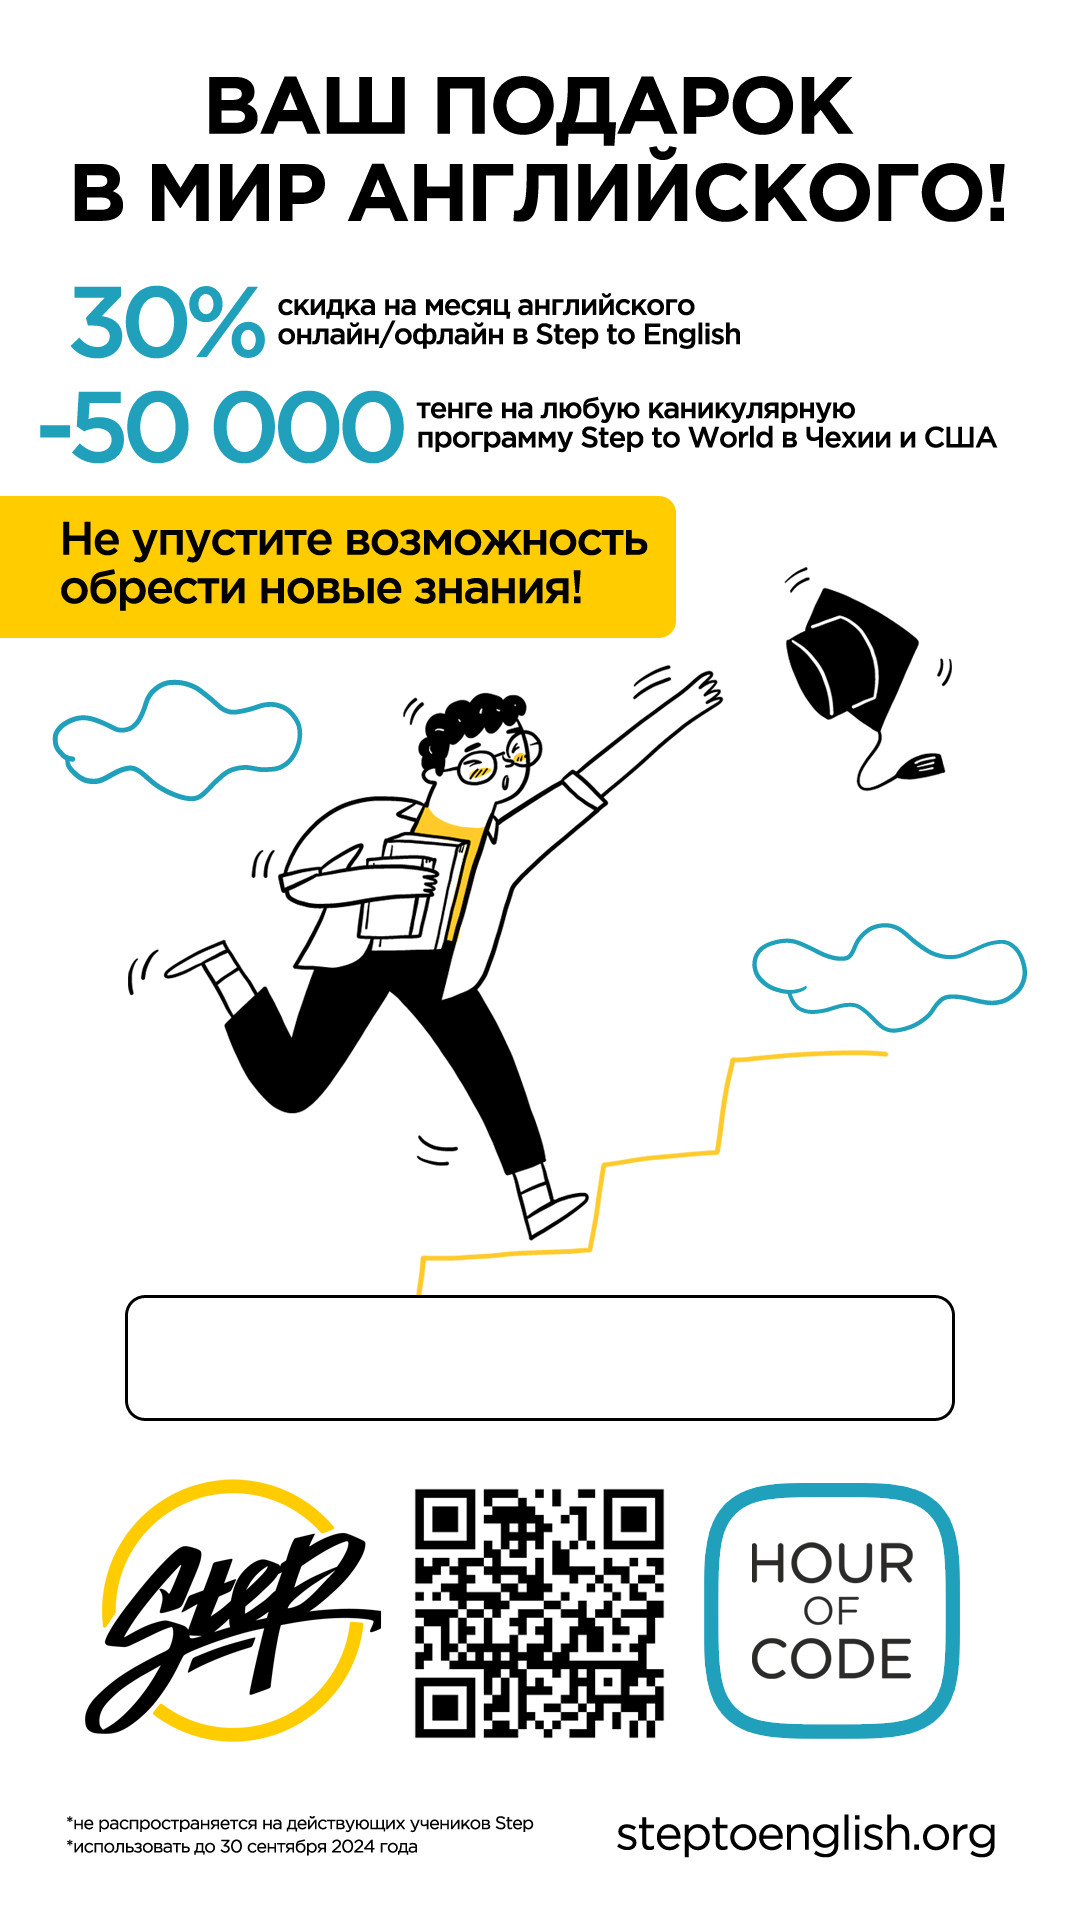 ВАШ ПОДАРОК
В МИР АНГЛИЙСКОГО!
30%
скидка на месяц английского
онлайн/офлайн в Step to English
-50 000
тенге на любую каникулярную
программу Step to World в Чехии и США
Не упустите возможность
обрести новые знания!
Step
HOUR
OF
CODE
*не распространяется на действующих учеников Step
*использовать до 30 сентября 2024 года
steptoenglish.org